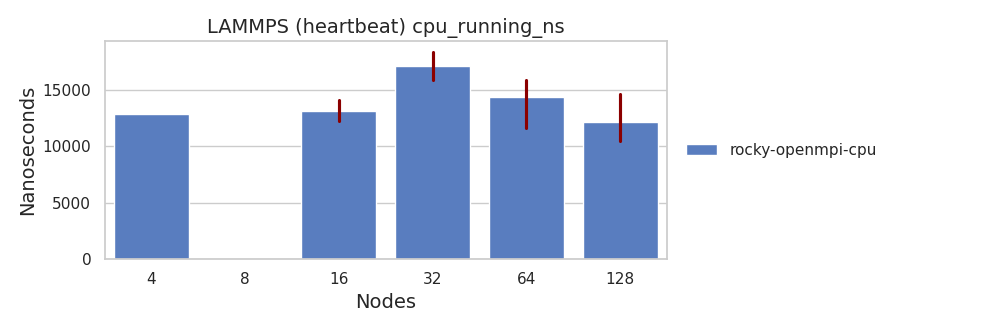 LAMMPS (heartbeat) cpu_running_ns
Nanoseconds
15000
10000
5000
0
4 8 16 32 64 128
Nodes
rocky-openmpi-cpu